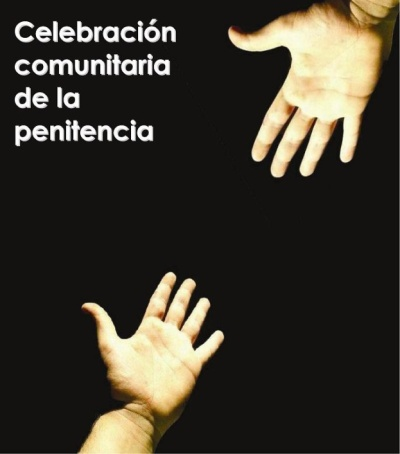 Celebración
comunitaria
de la
penitencia